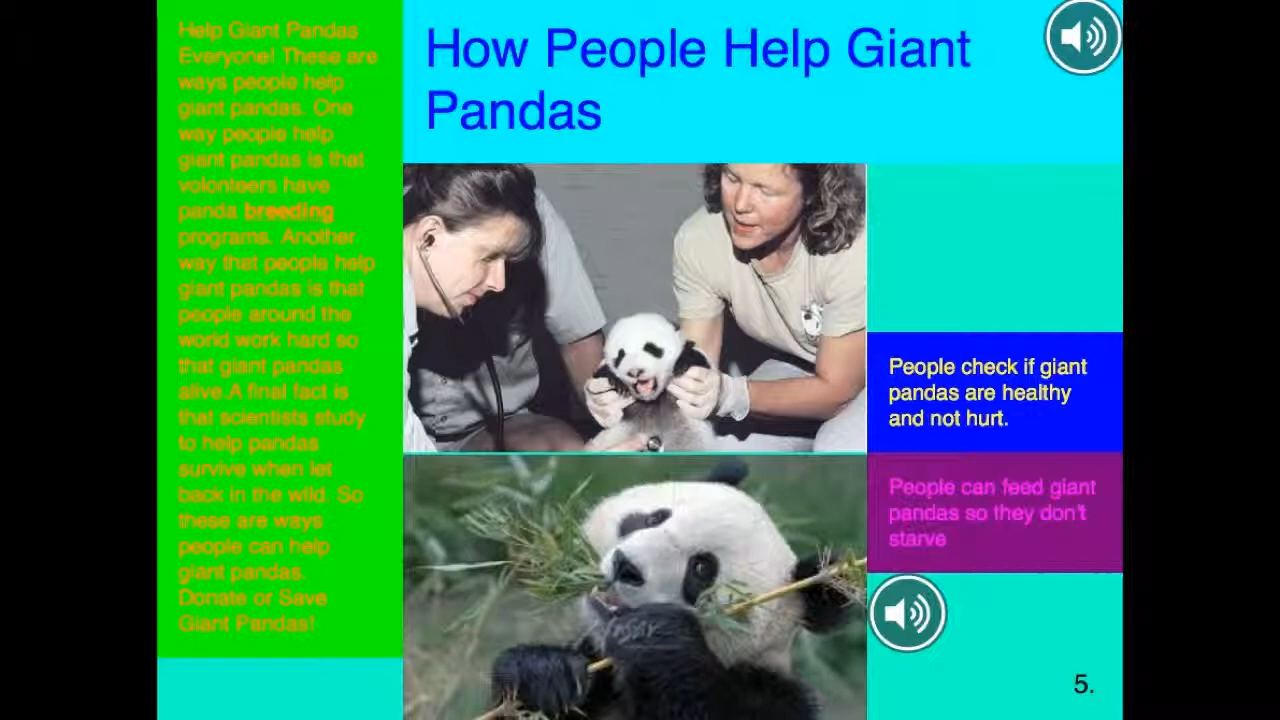 How People Help Giant
Pandas
Help Giant Pandas
Everyone! These are
ways people help
giant pandas. One
way people help
giant pandas is that
volonteers have
panda breeding
programs. Another
way that people help
giant pandas is that
people around the
world work hard so
that giant pandas
alive.A final fact is
that scientists study
to help pandas
survive when let
back in the wild. So
these are ways
people can help
giant pandas.
Donate or Save
Giant Pandas!
People check if giant
pandas are healthy
and not hurt.
People can feed giant
pandas so they don't
starve
5.